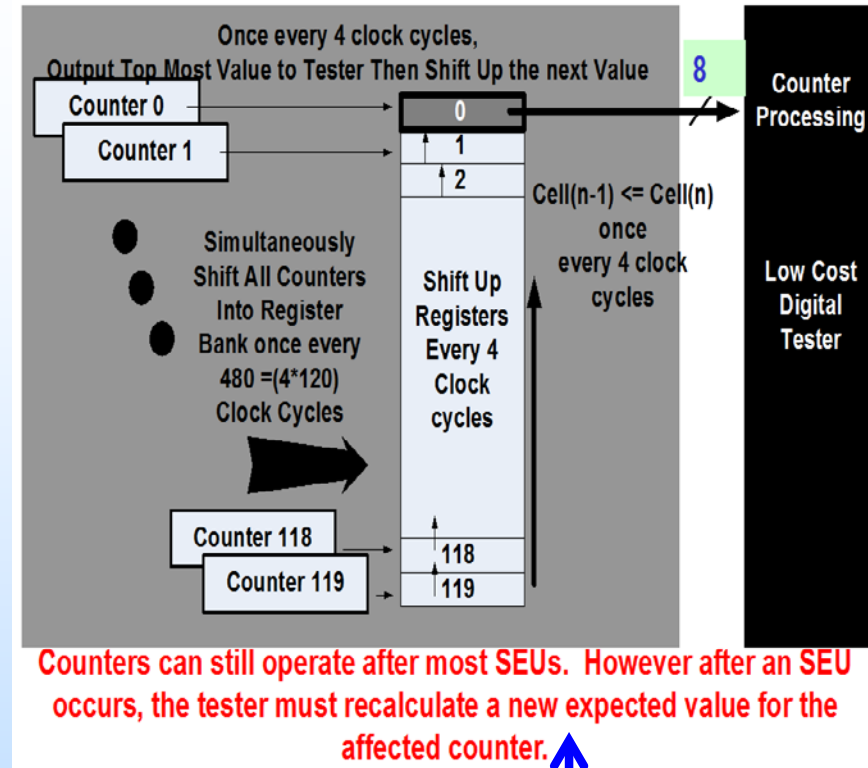 Once every 4 clock cycles,
Output Top Most Value to Tester Then Shift Up the next Value
8
Counter
Processing
Counter 0
0
Counter 1
1
2
Cell(n-1) <= Cell(n)
once
every 4 clock
cycles
Simultaneously
Shift All Counters
Into Register
Bank once every
480 =(4*120)
Clock Cycles
Shift Up
Registers
Every 4
Clock
cycles
Low Cost
Digital
Tester
Counter 118
118
Counter 119
119
Counters can still operate after most SEUs. However after an SEU
occurs, the tester must recalculate a new expected value for the
affected counter.